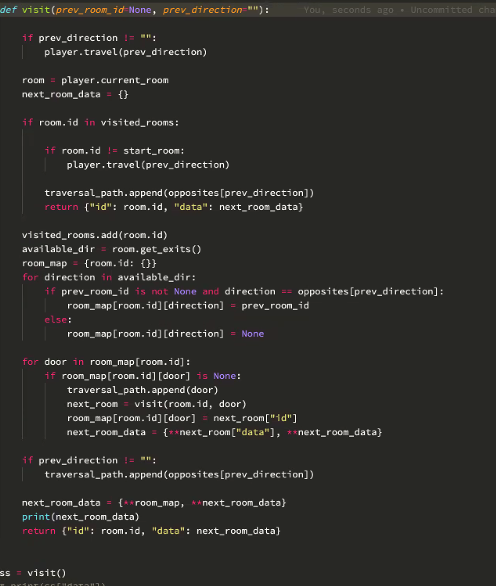 def visit(prev_room_id=None, prev_direction=""):    You, seconds ago • Uncommitted cha
    if prev_direction != "":
        player.travel(prev_direction)
    room = player.current_room
    next_room_data = {}
    if room.id in visited_rooms:
        if room.id != start_room:
            player.travel(prev_direction)
        traversal_path.append(opposites[prev_direction])
        return {"id": room.id, "data": next_room_data}
    visited_rooms.add(room.id)
    available_dir = room.get_exits()
    room_map = {room.id: {}}
    for direction in available_dir:
        if prev_room_id is not None and direction == opposites[prev_direction]:
            room_map[room.id][direction] = prev_room_id
        else:
            room_map[room.id][direction] = None
    for door in room_map[room.id]:
        if room_map[room.id][door] is None:
            traversal_path.append(door)
            next_room = visit(room.id, door)
            room_map[room.id][door] = next_room["id"]
            next_room_data = {**next_room["data"], **next_room_data}
    if prev_direction != "":
        traversal_path.append(opposites[prev_direction])
    next_room_data = {**room_map, **next_room_data}
    print(next_room_data)
    return {"id": room.id, "data": next_room_data}
ss = visit()